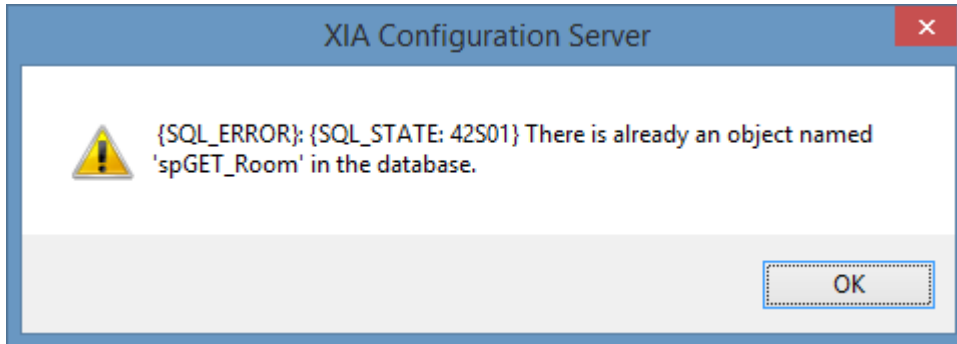 XIA Configuration Server
{SQL_ERROR}: {SQL_STATE: 42S01} There is already an object named
'spGET_Room' in the database.
OK